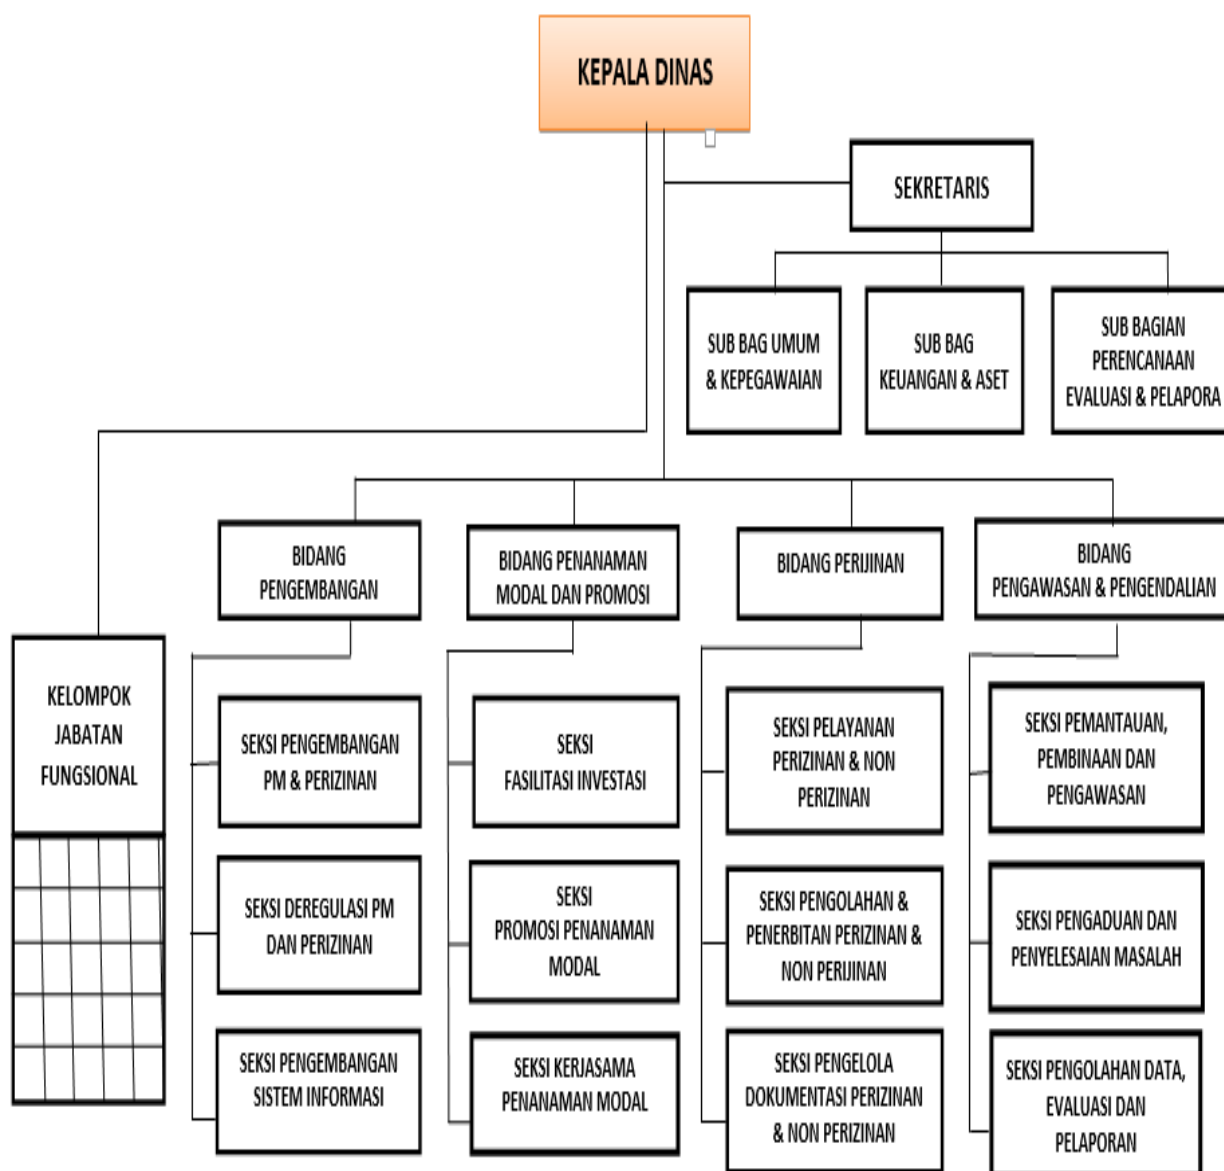 KEPALA DINAS
SEKRETARIS
SUB BAG UMUM
& KEPEGAWAIAN
SUB BAG
KEUANGAN & ASET
SUB BAGIAN
PERENCANAAN
EVALUASI & PELAPORA
BIDANG
PENGEMBANGAN
BIDANG PENANAMAN
MODAL DAN PROMOSI
BIDANG PERIJINAN
BIDANG
PENGAWASAN & PENGENDALIAN
KELOMPOK
JABATAN
FUNGSIONAL
SEKSI PENGEMBANGAN
PM & PERIZINAN
SEKSI
FASILITASI INVESTASI
SEKSI PELAYANAN
PERIZINAN & NON
PERIZINAN
SEKSI PEMANTAUAN,
PEMBINAAN DAN
PENGAWASAN
SEKSI DEREGULASI PM
DAN PERIZINAN
SEKSI
PROMOSI PENANAMAN
MODAL
SEKSI PENGOLAHAN &
PENERBITAN PERIZINAN &
NON PERIJINAN
SEKSI PENGADUAN DAN
PENYELESAIAN MASALAH
SEKSI PENGEMBANGAN
SISTEM INFORMASI
SEKSI KERJASAMA
PENANAMAN MODAL
SEKSI PENGELOLA
DOKUMENTASI PERIZINAN
& NON PERIZINAN
SEKSI PENGOLAHAN DATA,
EVALUASI DAN
PELAPORAN